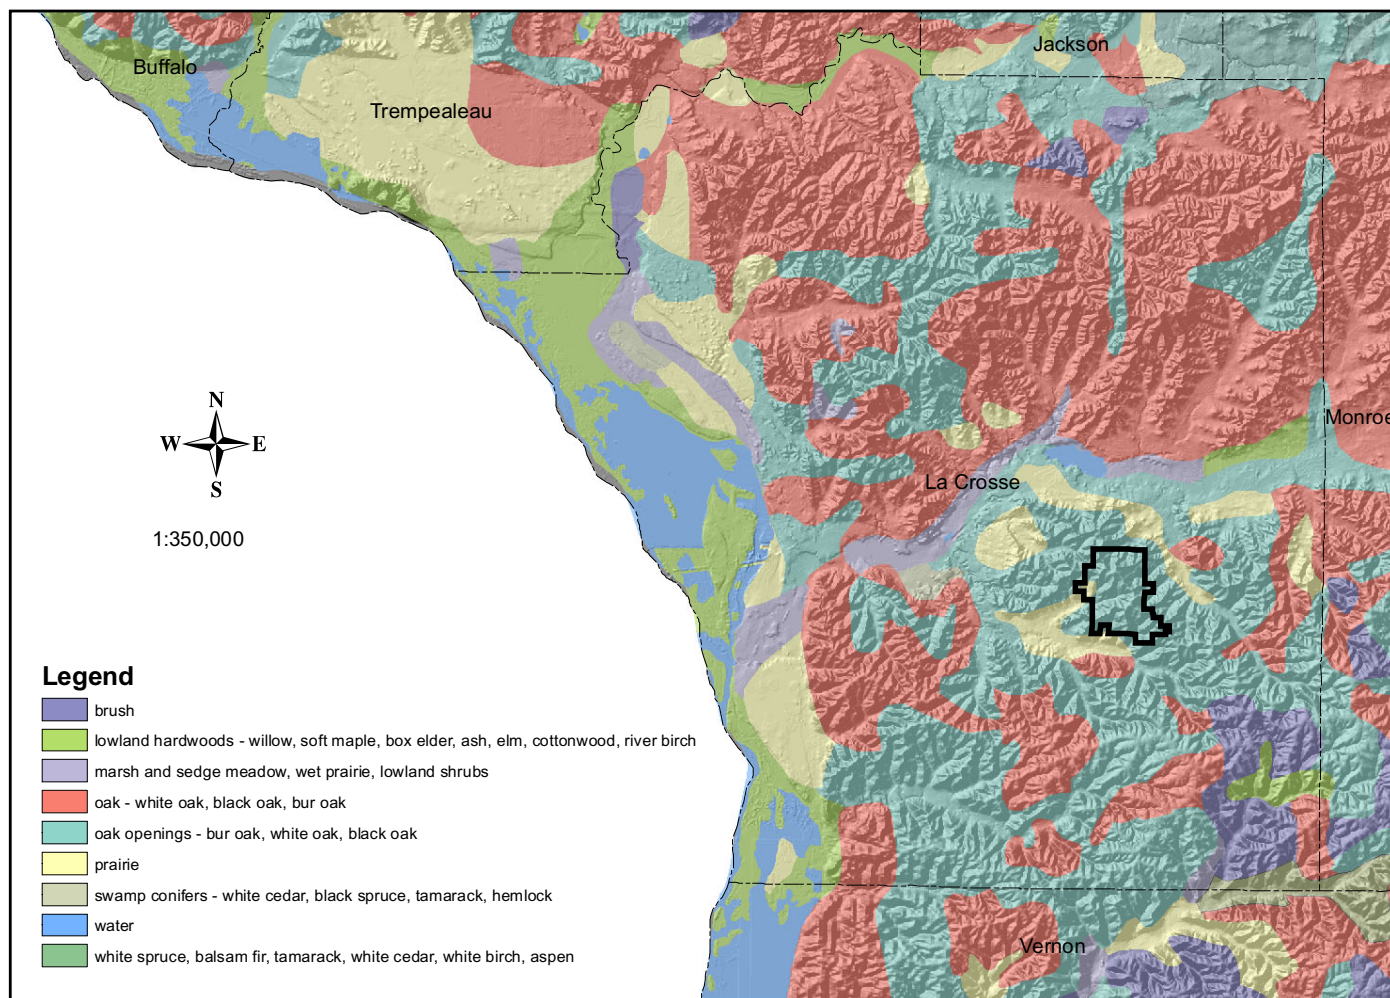 Buffalo
Jackson
Trempealeau
N
W E
S
1:350,000
Monroe
La Crosse
Legend
brush
lowland hardwoods - willow, soft maple, box elder, ash, elm, cottonwood, river birch
marsh and sedge meadow, wet prairie, lowland shrubs
oak - white oak, black oak, bur oak
oak openings - bur oak, white oak, black oak
prairie
swamp conifers - white cedar, black spruce, tamarack, hemlock
water
white spruce, balsam fir, tamarack, white cedar, white birch, aspen
Vernon